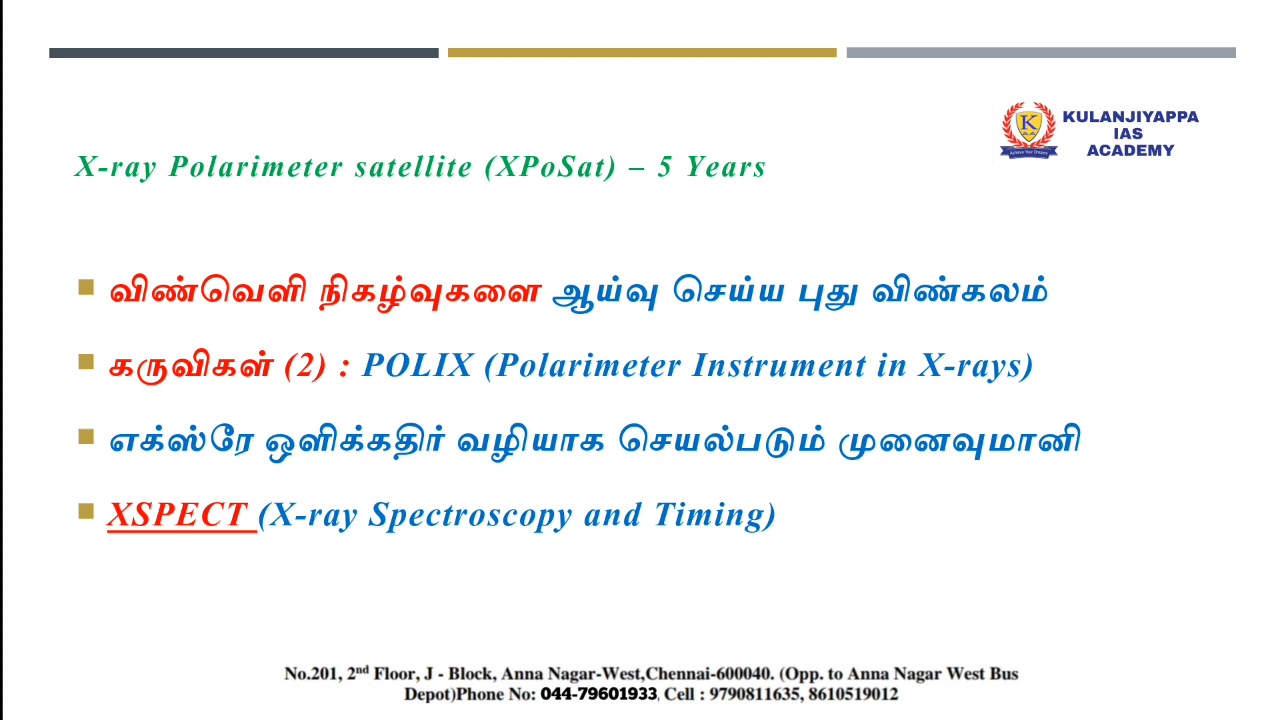 KULANJIYAPPA
IAS
ACADEMY
X-ray Polarimeter satellite (XPoSat) – 5 Years
விண்வெளி நிகழ்வுகளை ஆய்வு செய்ய புது விண்கலம்
கருவிகள் (2) : POLIX (Polarimeter Instrument in X-rays)
எக்ஸ்ரே ஒளிக்கதிர் வழியாக செயல்படும் முனைவுமானி
XSPECT (X-ray Spectroscopy and Timing)
No.201, 2nd Floor, J - Block, Anna Nagar-West,Chennai-600040. (Opp. to Anna Nagar West Bus
Depot)Phone No: 044-79601933, Cell : 9790811635, 8610519012